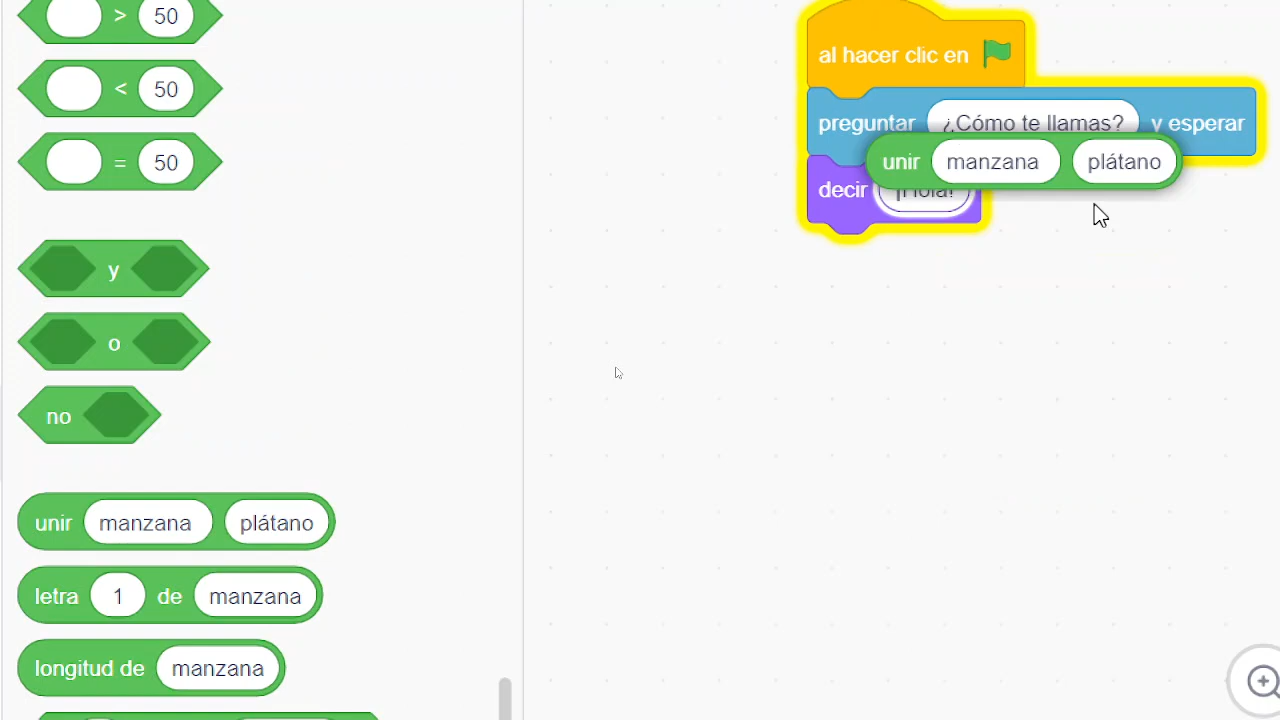 > 50
< 50
= 50
y
o
no
unir manzana plátano
letra 1 de manzana
longitud de manzana
al hacer clic en
preguntar ¿Cómo te llamas? y esperar
unir manzana plátano
decir ¡Hola!